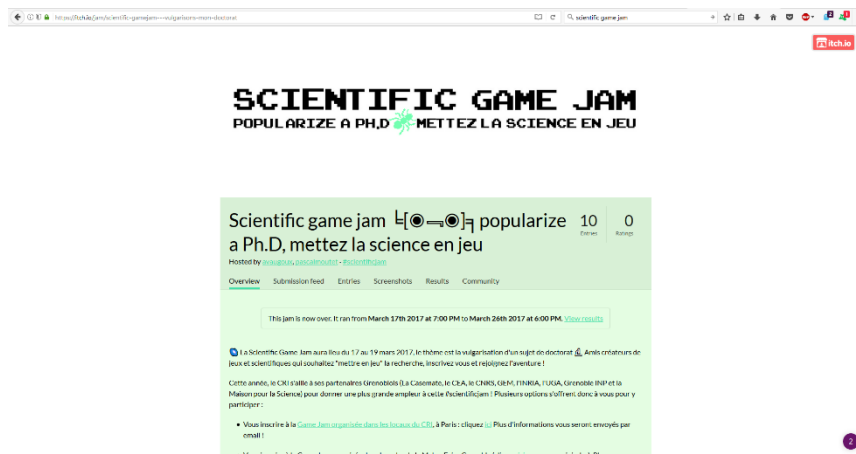 https://itch.io/jam/scientific-gamejam---vulgarisons-mon-doctorat
scientific game jam
itch.io
SCIENTIFIC GAME JAM
POPULARIZE A PH.D METTEZ LA SCIENCE EN JEU
Scientific game jam ╘[◉﹃◉]╕ popularize
a Ph.D, mettez la science en jeu
10
Entries
0
Ratings
Hosted by
#scientificjam
Overview Submission feed Entries Screenshots Results Community
This jam is now over. It ran from March 17th 2017 at 7:00 PM to March 26th 2017 at 6:00 PM. View results
La Scientific Game Jam aura lieu du 17 au 19 mars 2017, le thème est la vulgarisation d'un sujet de doctorat Amis créateurs de
jeux et scientifiques qui souhaitez "mettre en jeu" la recherche, inscrivez vous et rejoignez l'aventure !
Cette année, le CRI s'allie à ses partenaires Grenoblois (La Casemate, le CEA, le CNRS, GEM, l'INRIA, l'UGA, Grenoble INP et la
Maison pour la Science) pour donner une plus grande ampleur à cette #scientificjam ! Plusieurs options s'offrent donc à vous pour y
participer :
• Vous inscrire à la Game Jam organisée dans les locaux du CRI, à Paris : cliquez ici Plus d'informations vous seront envoyés par
email !
2